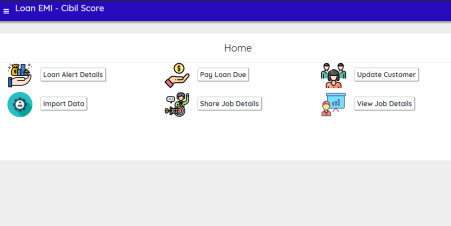 Loan EMI - Cibil Score
Home
Loan Alert Details
Pay Loan Due
Update Customer
Import Data
Share Job Details
View Job Details